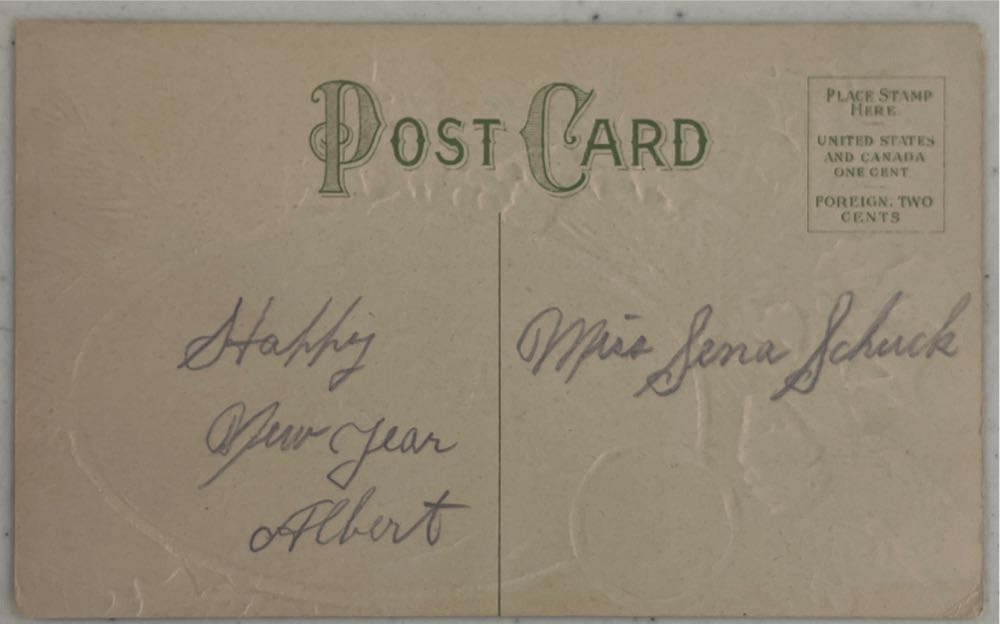 POST CARD
PLACE STAMP
HERE
UNITED STATES
AND CANADA
ONE CENT
FOREIGN, TWO
CENTS
Happy
New Year
Albert
Miss Sena Schuck